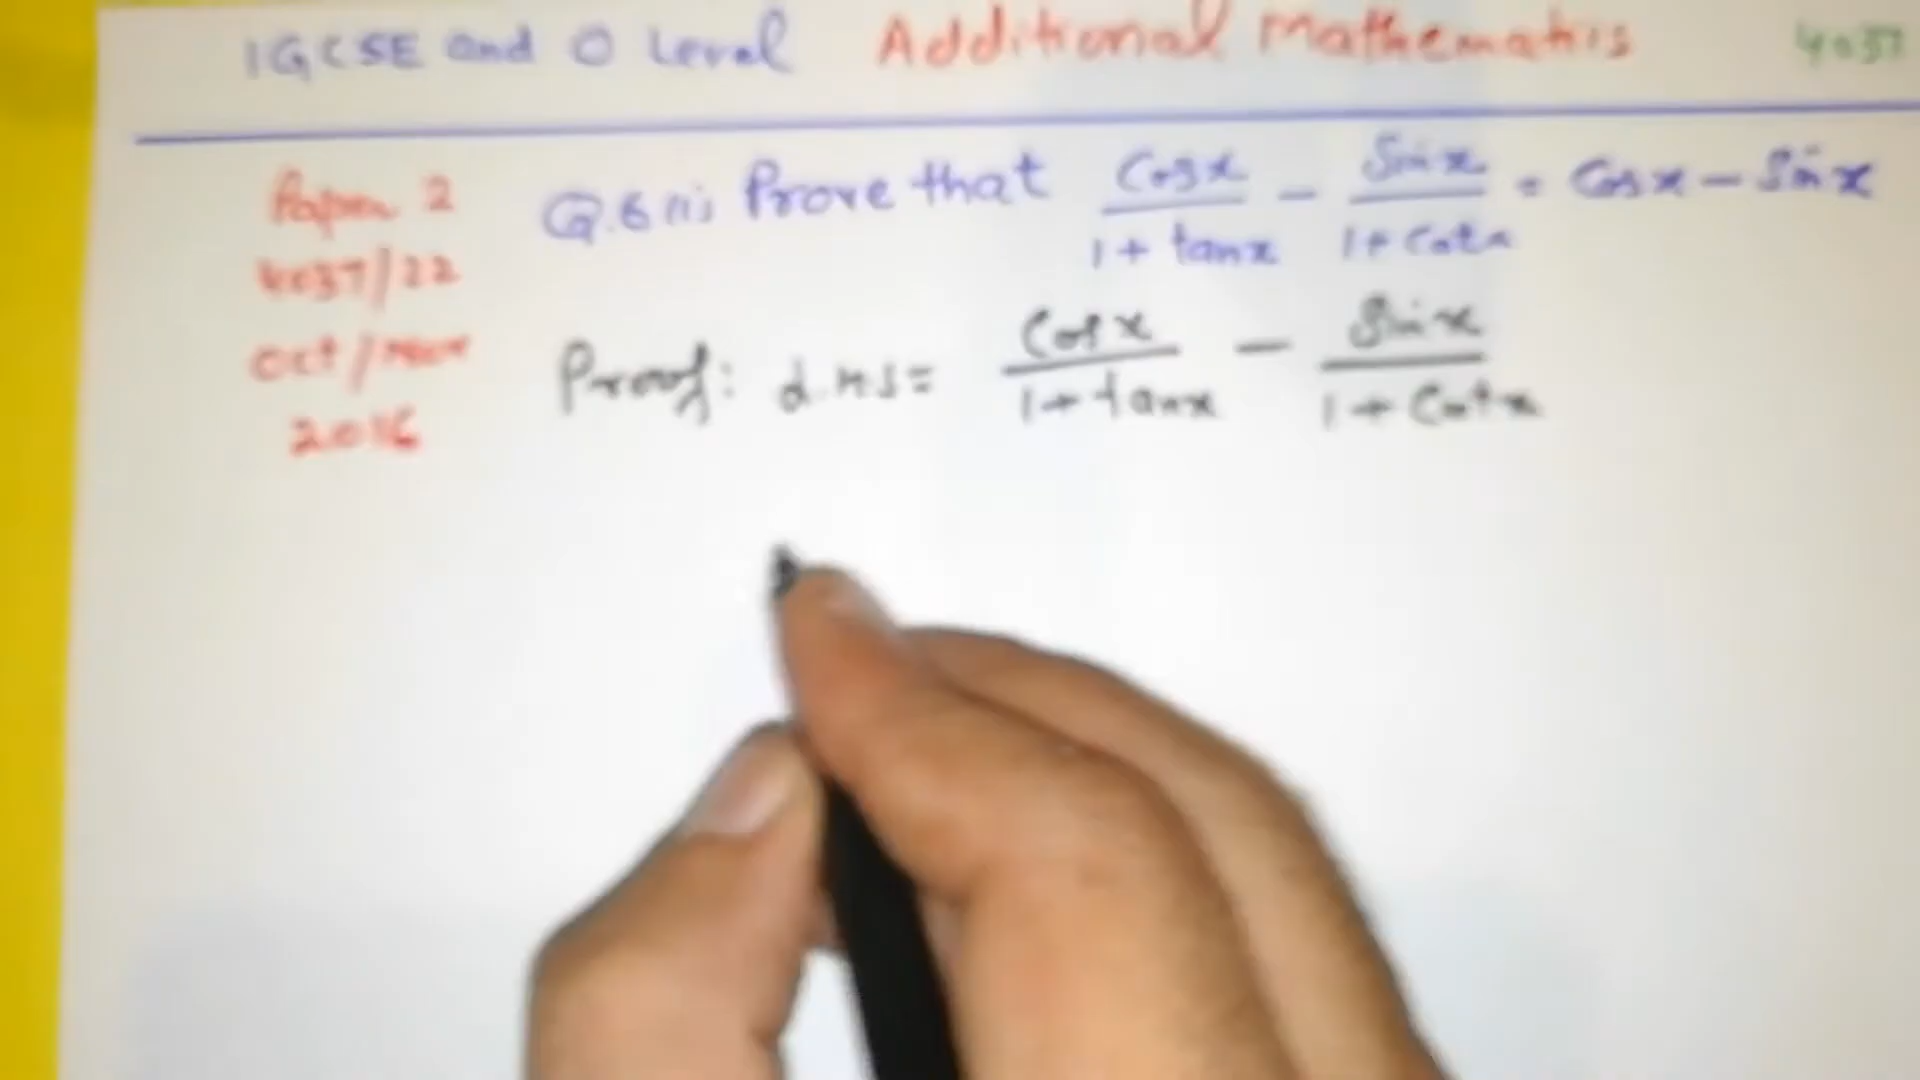 IGCSE and O Level Additional Mathematics 4037
Paper 2
4037/22
Oct/Nov
2016
Q.6(i) Prove that Cosx/1+tanx - Sinx/1+Cotx = Cosx - Sinx
Proof: L.H.S = Cosx/1+tanx - Sinx/1+Cotx